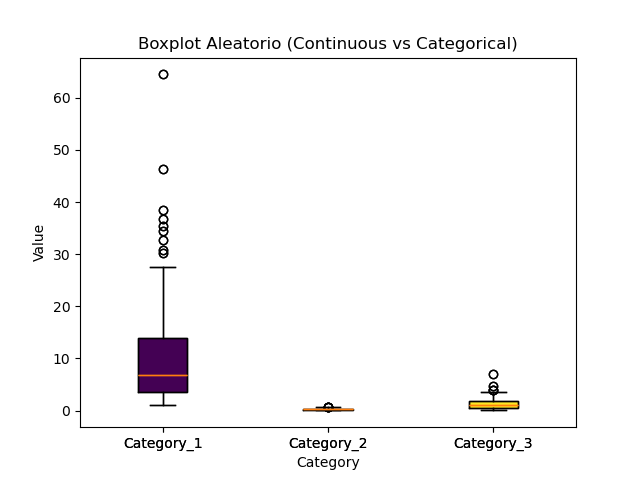 Boxplot Aleatorio (Continuous vs Categorical)
60
50
40
30
20
10
0
Value
Category_1
Category_2
Category_3
Category